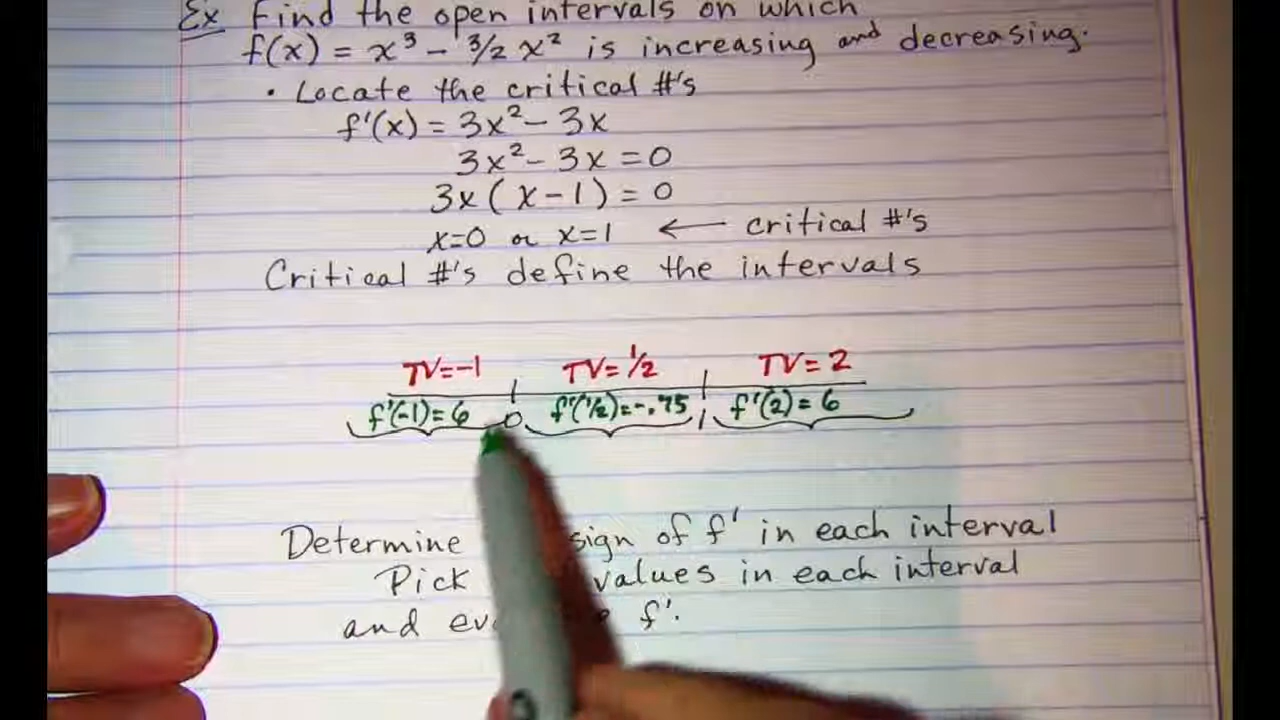 Ex Find the open intervals on which
f(x) = x³ - 3/2 x² is increasing and decreasing.
• Locate the critical #'s
f'(x) = 3x² - 3x
3x² - 3x = 0
3x(x-1) = 0
x=0 or x=1 ← critical #'s
Critical #'s define the intervals
TV=-1 TV=1/2 TV=2
f'(-1)=6 f'(1/2)=-.75 f'(2)=6
0 1
Determine sign of f' in each interval
Pick values in each interval
and f'.